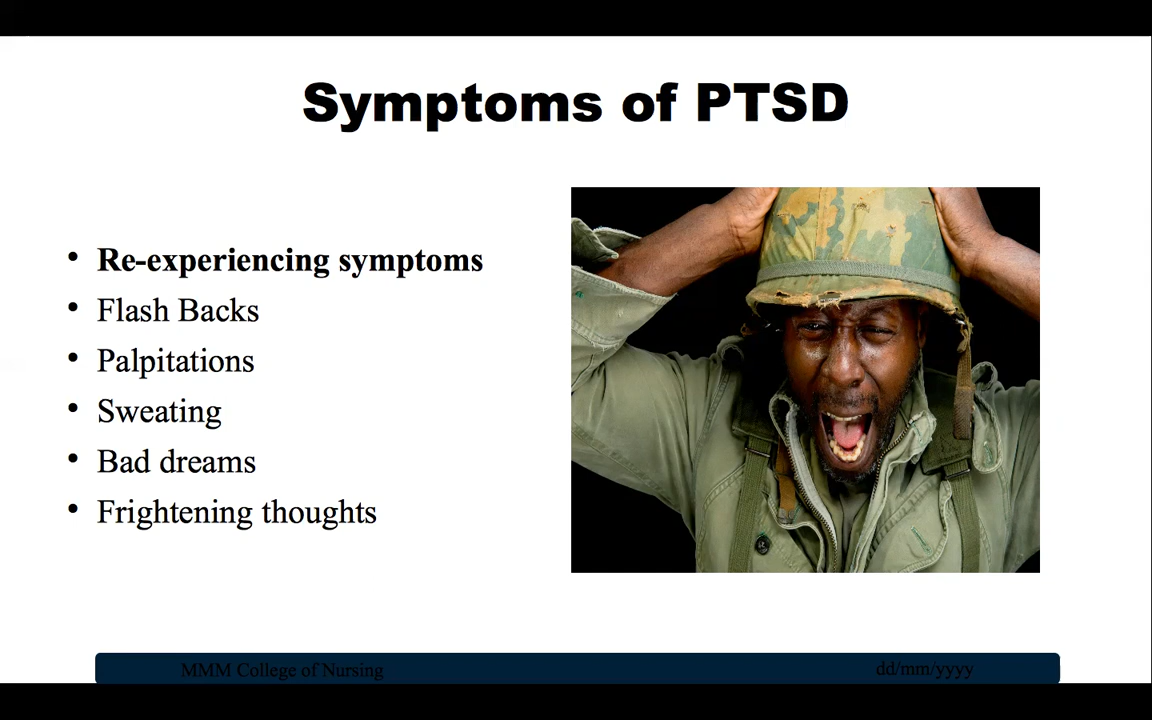 Symptoms of PTSD
• Re-experiencing symptoms
• Flash Backs
• Palpitations
• Sweating
• Bad dreams
• Frightening thoughts
MMM College of Nursing dd/mm/yyyy